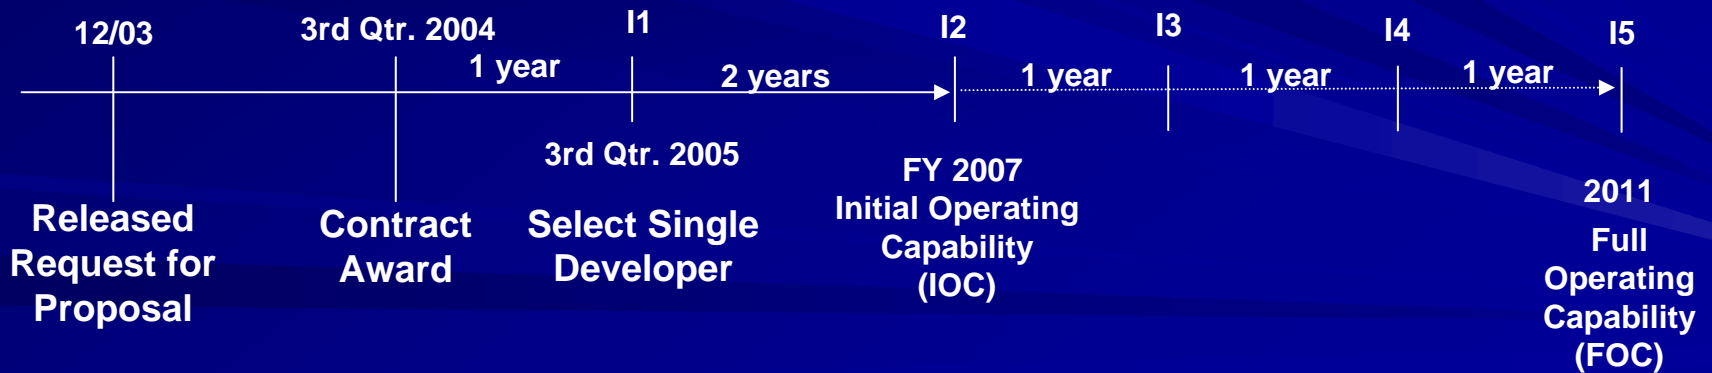 12/03
3rd Qtr. 2004
I1
I2
I3
I4
I5
1 year
2 years
1 year
1 year
1 year
3rd Qtr. 2005
Released
Request for
Proposal
Contract
Award
Select Single
Developer
FY 2007
Initial Operating
Capability
(IOC)
2011
Full
Operating
Capability
(FOC)